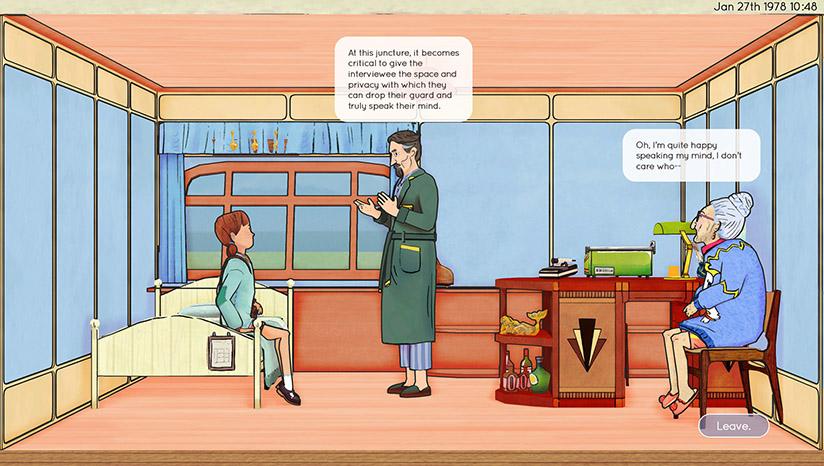 Jan 27th 1978 10:48
At this juncture, it becomes
critical to give the
interviewee the space and
privacy with which they
can drop their guard and
truly speak their mind.
Oh, I'm quite happy
speaking my mind, I don't
care who--
Leave.